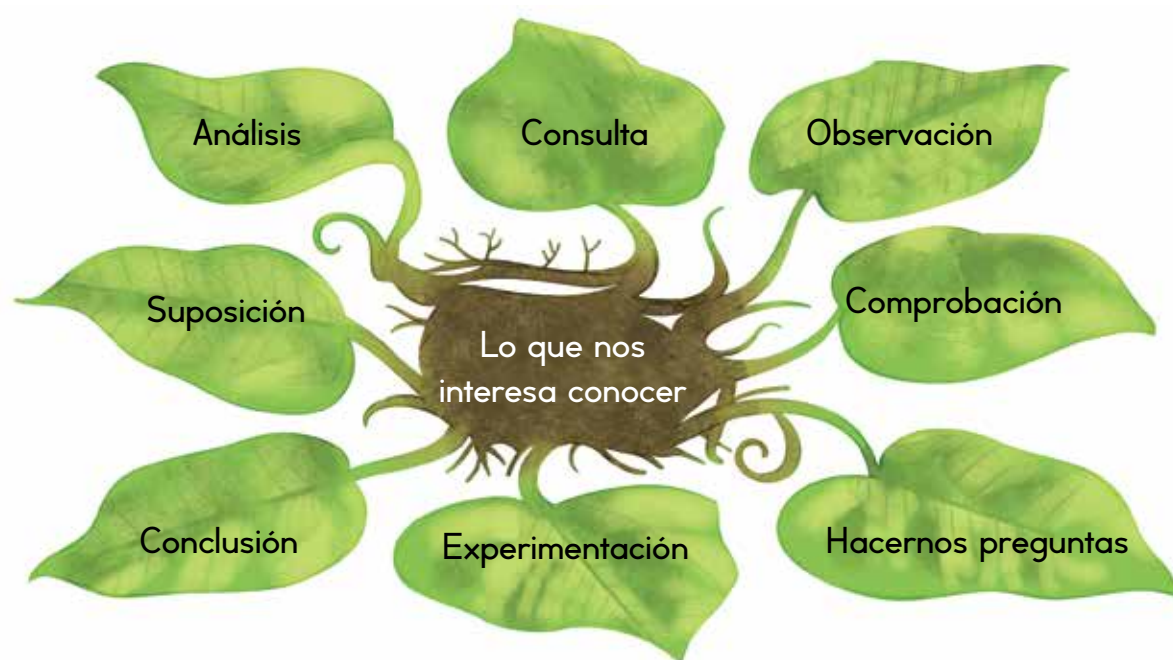 Análisis
Consulta
Observación
Suposición
Comprobación
Lo que nos
interesa conocer
Conclusión
Experimentación
Hacernos preguntas